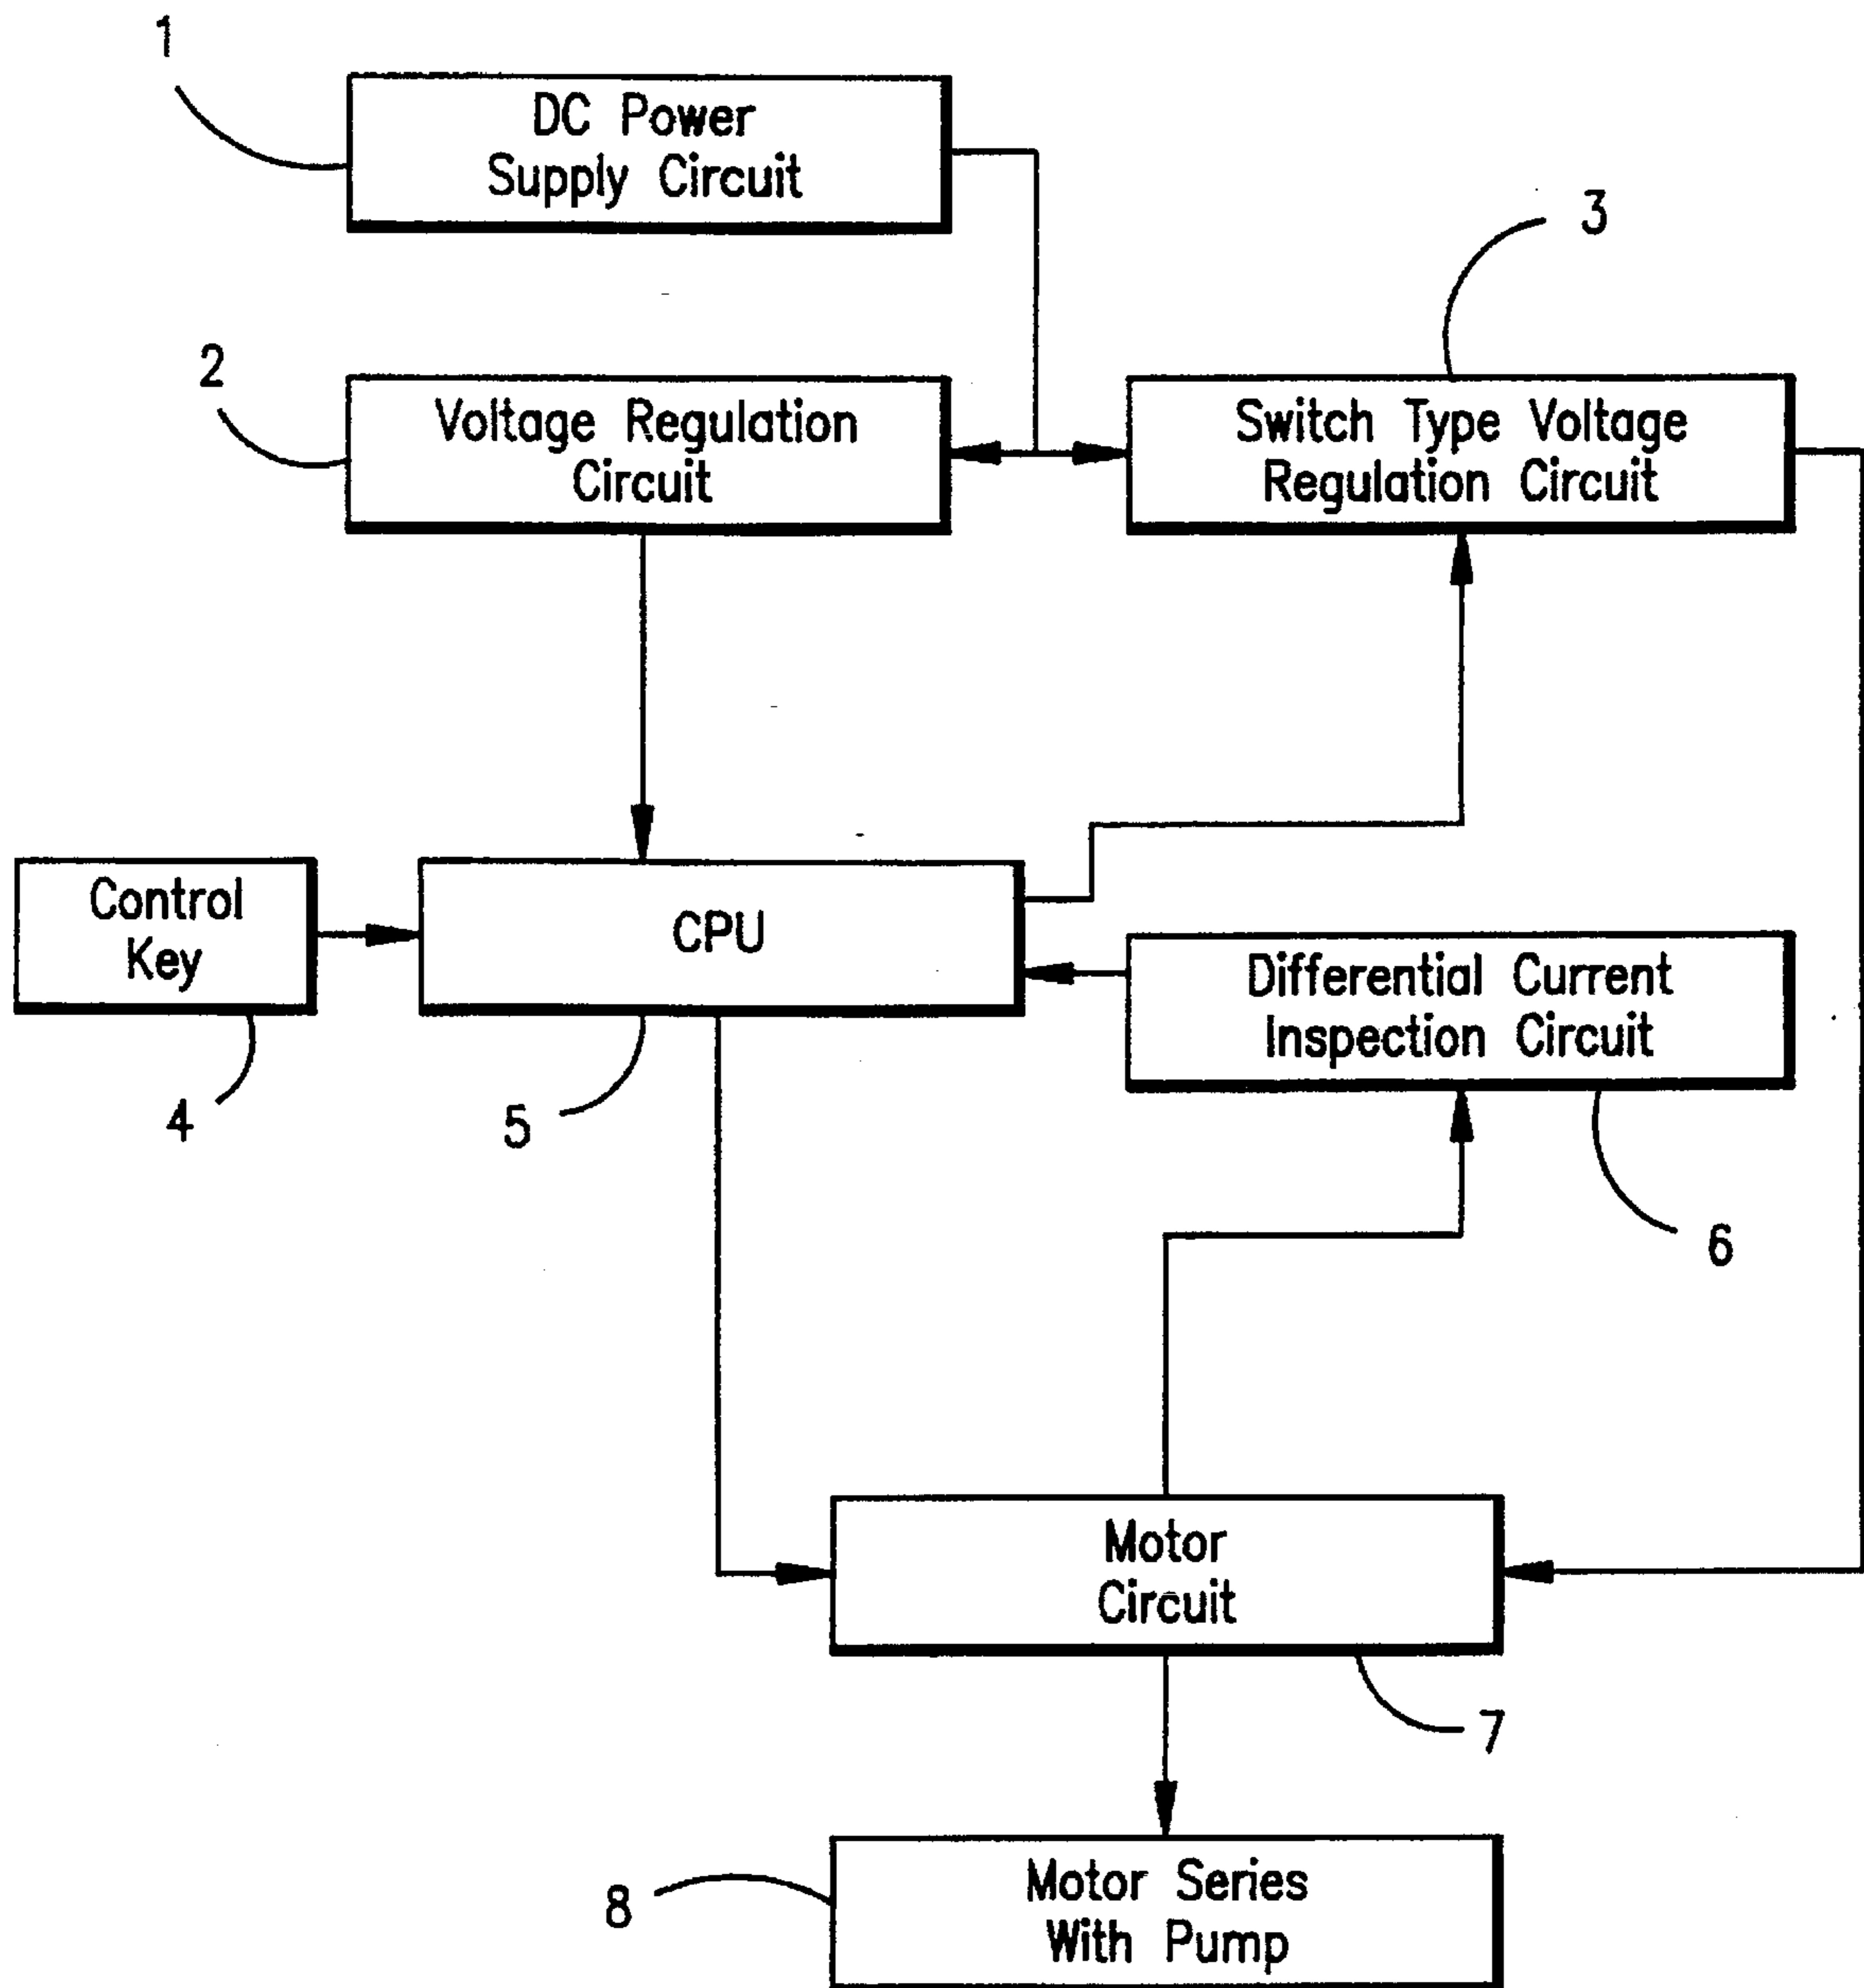 1
DC Power
Supply Circuit
3
2
Voltage Regulation
Circuit
Switch Type Voltage
Regulation Circuit
Control
Key
CPU
Differential Current
Inspection Circuit
4
5
6
Motor
Circuit
7
8
Motor Series
With Pump